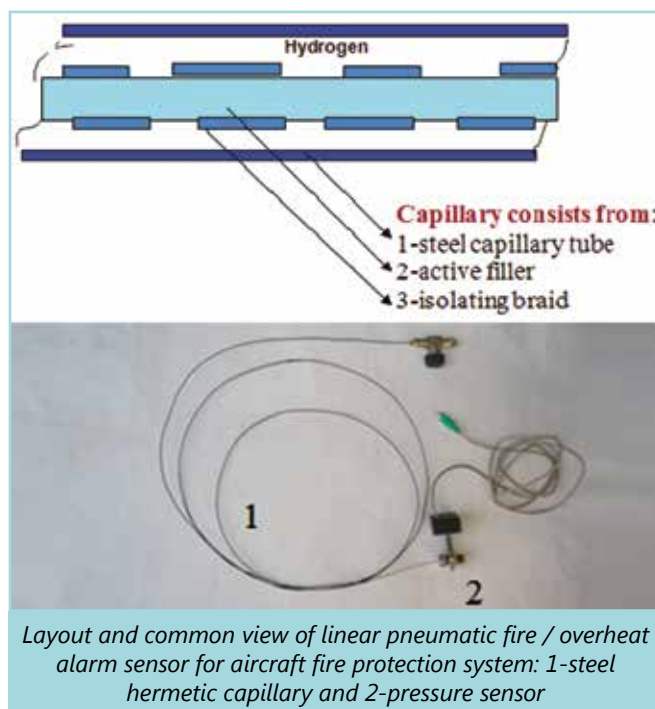 Hydrogen
Capillary consists from:
1-steel capillary tube
2-active filler
3-isolating braid
1
2
Layout and common view of linear pneumatic fire / overheat
alarm sensor for aircraft fire protection system: 1-steel
hermetic capillary and 2-pressure sensor